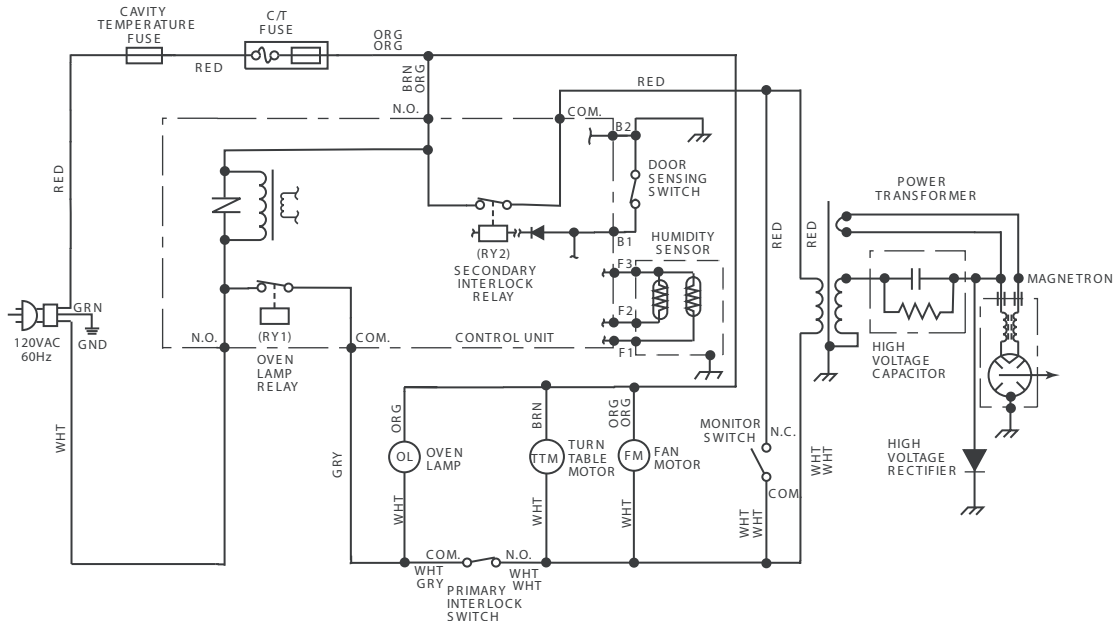 CAVITY
TEMPERATURE
FUSE
C/T
FUSE
ORG
ORG
RED
BRN
ORG
RED
N.O.
COM.
B2
DOOR
SENSING
SWITCH
POWER
TRANSFORMER
RED
RED
RED
B1
HUMIDITY
SENSOR
(RY2)
SECONDARY
INTERLOCK
RELAY
F3
F2
F1
MAGNETRON
GRN
GND
120VAC
60Hz
(RY1)
N.O.
COM.
CONTROL UNIT
OVEN
LAMP
RELAY
HIGH
VOLTAGE
CAPACITOR
ORG
BRN
ORG
ORG
MONITOR
SWITCH
N.C.
WHT
GRY
OL
OVEN
LAMP
TTM
TURN
TABLE
MOTOR
FM
FAN
MOTOR
WHT
WHT
HIGH
VOLTAGE
RECTIFIER
COM.
WHT
WHT
WHT
WHT
WHT
COM.
N.O.
WHT
GRY
WHT
WHT
PRIMARY
INTERLOCK
SWITCH